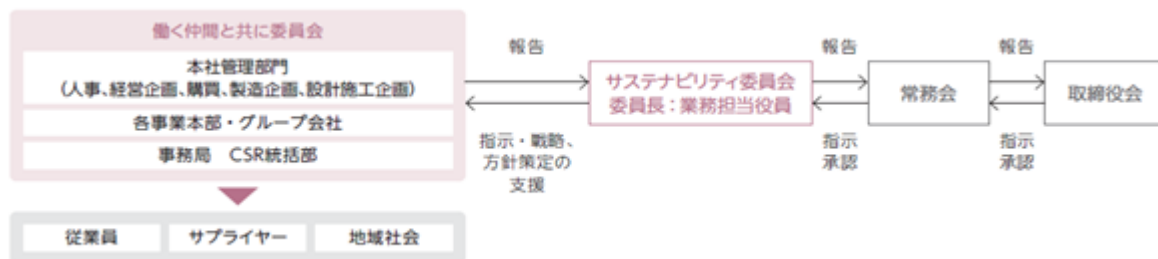 働く仲間と共に委員会
本社管理部門
(人事、経営企画、購買、製造企画、設計施工企画)
各事業本部・グループ会社
事務局　CSR統括部
従業員
サプライヤー
地域社会
報告
指示・戦略、
方針策定の
支援
サステナビリティ委員会
委員長：業務担当役員
報告
指示
承認
常務会
報告
指示
承認
取締役会